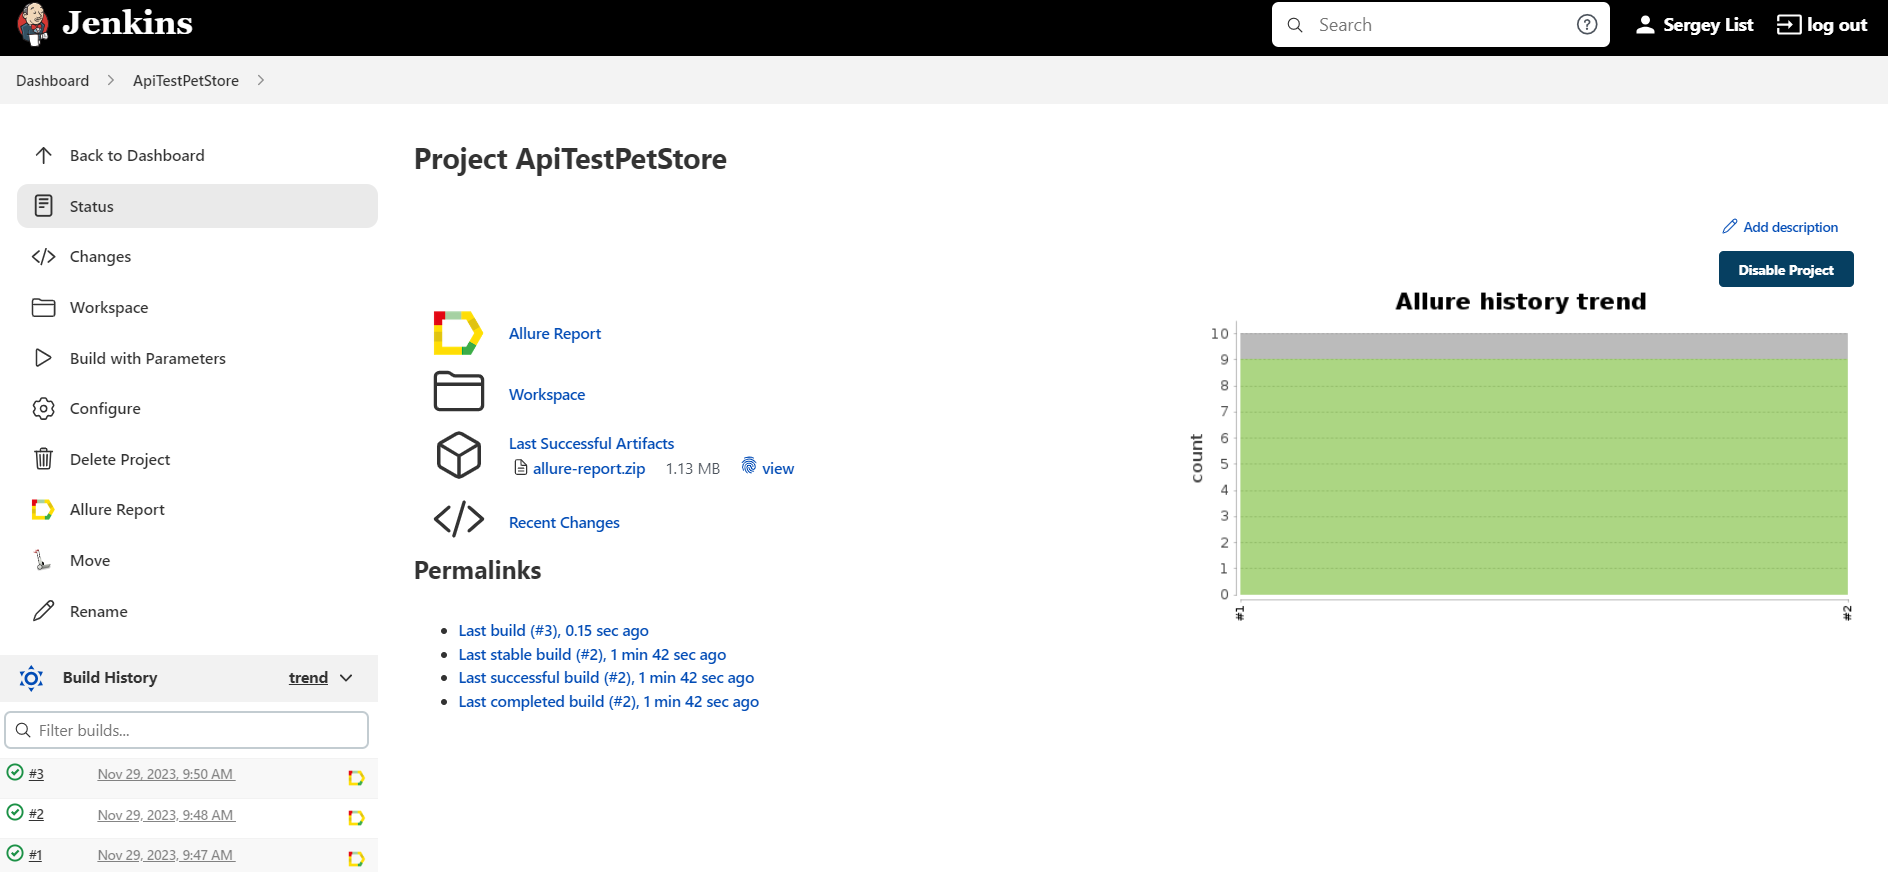 Jenkins
Search
Sergey List
log out
Dashboard
ApiTestPetStore
Back to Dashboard
Status
Changes
Workspace
Build with Parameters
Configure
Delete Project
Allure Report
Move
Rename
Build History
trend
Filter builds...
#3 Nov 29, 2023, 9:50 AM
#2 Nov 29, 2023, 9:48 AM
#1 Nov 29, 2023, 9:47 AM
Project ApiTestPetStore
Add description
Disable Project
Allure Report
Workspace
Last Successful Artifacts
allure-report.zip 1.13 MB view
Recent Changes
Permalinks
Last build (#3), 0.15 sec ago
Last stable build (#2), 1 min 42 sec ago
Last successful build (#2), 1 min 42 sec ago
Last completed build (#2), 1 min 42 sec ago
Allure history trend
count
10
9
8
7
6
5
4
3
2
1
0
#1
#2